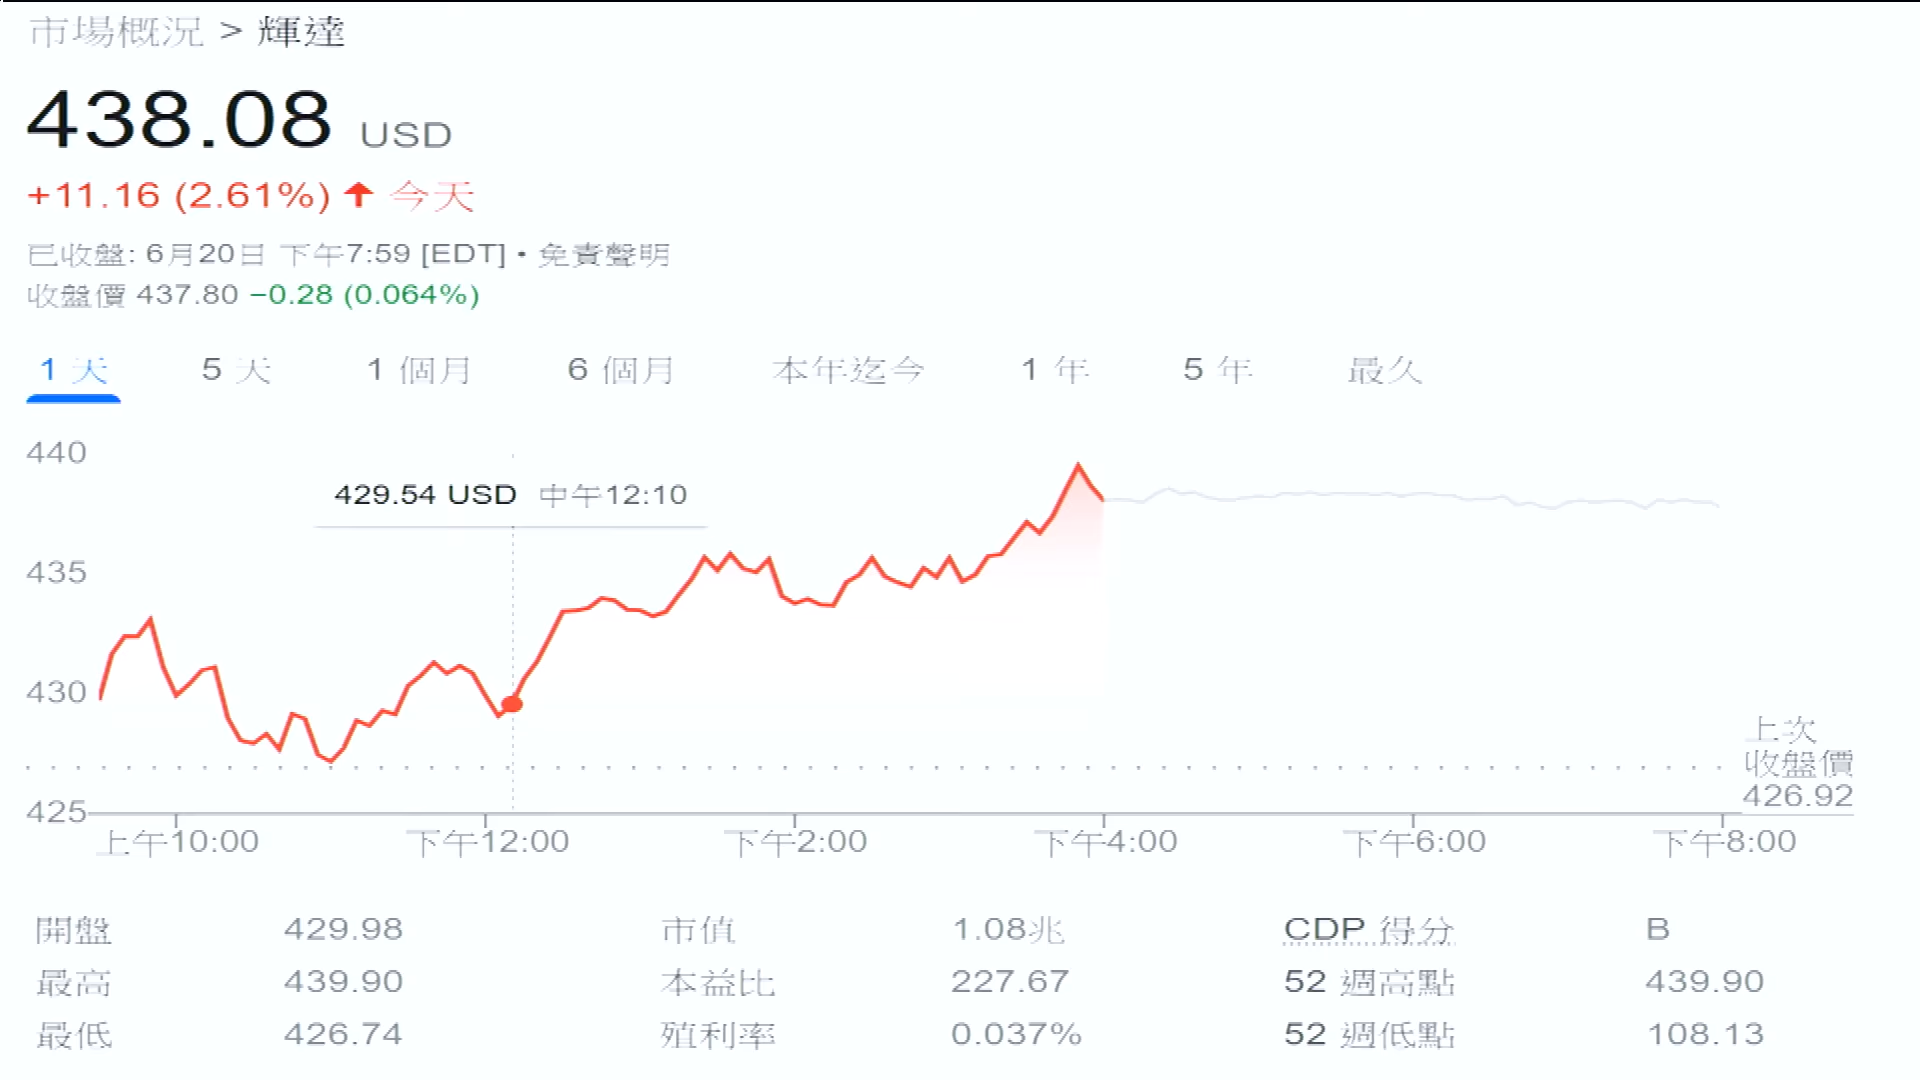 市場概況 > 輝達
438.08 USD
+11.16 (2.61%) ↑ 今天
已收盤: 6月20日 下午7:59 [EDT] • 免責聲明
收盤價 437.80 −0.28 (0.064%)
1 天 5 天 1 個月 6 個月 本年迄今 1 年 5 年 最久
440
429.54 USD 中午12:10
435
430
上次
收盤價
426.92
425
上午10:00 下午12:00 下午2:00 下午4:00 下午6:00 下午8:00
開盤 429.98 市值 1.08兆 CDP 得分 B
最高 439.90 本益比 227.67 52 週高點 439.90
最低 426.74 殖利率 0.037% 52 週低點 108.13